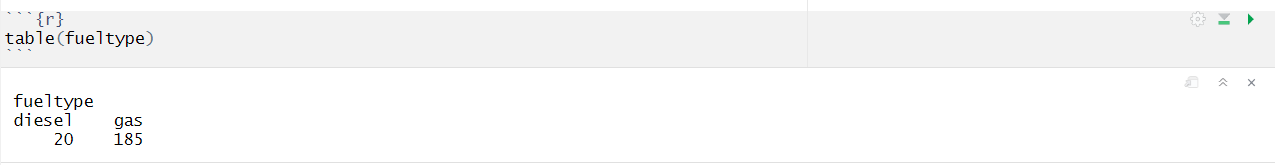 ```{r}
table(fueltype)
```
fueltype
diesel    gas
    20    185